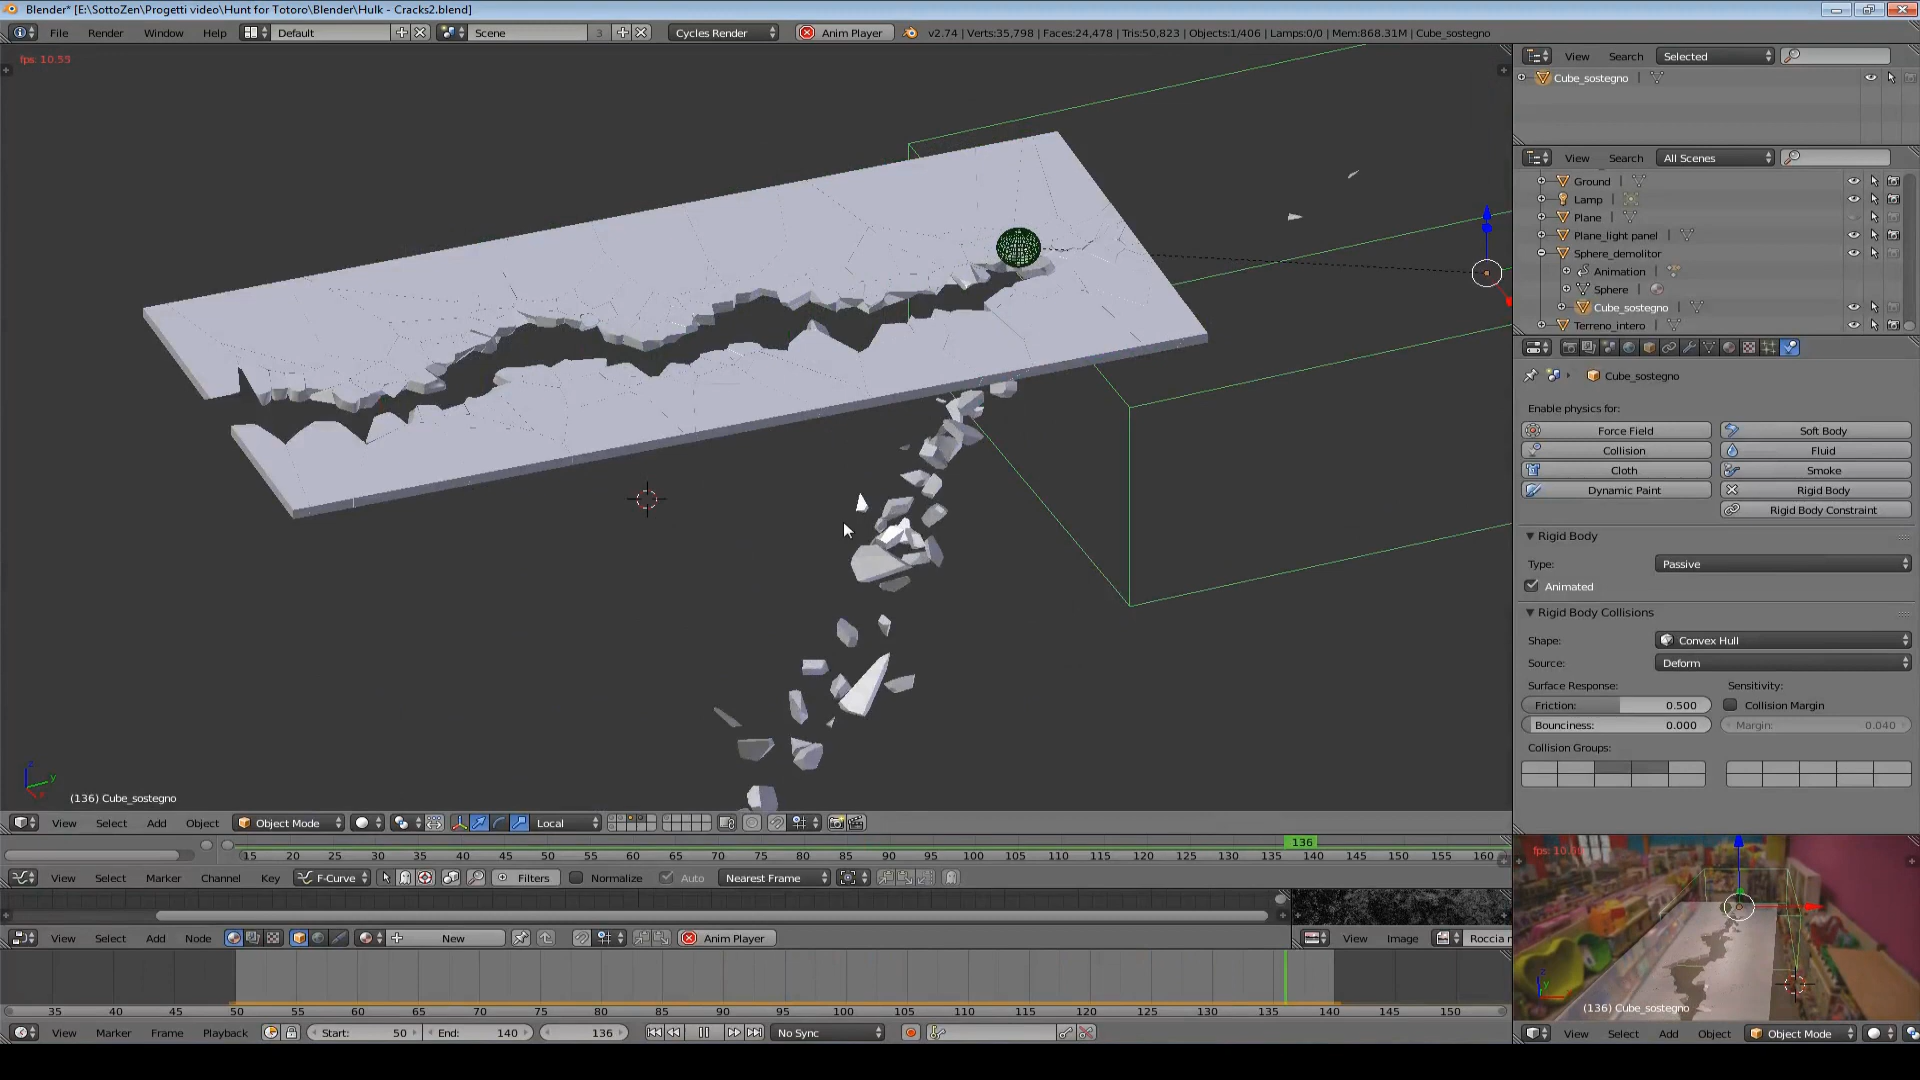 Blender* [E:\SottoZen\Progetti video\Hunt for Totoro\Blender\Hulk - Cracks2.blend]
File Render Window Help Default Scene 3 Cycles Render Anim Player v2.74 | Verts:35,798 | Faces:24,478 | Tris:50,823 | Objects:1/406 | Lamps:0/0 | Mem:868.31M | Cube_sostegno
fps: 10.55
View Search Selected
Cube_sostegno
View Search All Scenes
Ground
Lamp
Plane
Plane_light panel
Sphere_demolitor
Animation
Sphere
Cube_sostegno
Terreno_intero
Cube_sostegno
Enable physics for:
Force Field Soft Body
Collision Fluid
Cloth Smoke
Dynamic Paint Rigid Body
Rigid Body Constraint
Rigid Body
Type: Passive
Animated
Rigid Body Collisions
Shape: Convex Hull
Source: Deform
Surface Response: Sensitivity:
Friction: 0.500 Collision Margin
Bounciness: 0.000 Margin: 0.040
Collision Groups:
z y
(136) Cube_sostegno
View Select Add Object Object Mode Local
136
15 20 25 30 35 40 45 50 55 60 65 70 75 80 85 90 95 100 105 110 115 120 125 130 135 140 145 150 155 160
View Select Marker Channel Key F-Curve Filters Normalize Auto Nearest Frame
View Select Add Node New Anim Player View Image Roccia
35 40 45 50 55 60 65 70 75 80 85 90 95 100 105 110 115 120 125 130 135 140 145 150
View Marker Frame Playback Start: 50 End: 140 136 No Sync
(136) Cube_sostegno
View Select Add Object Object Mode